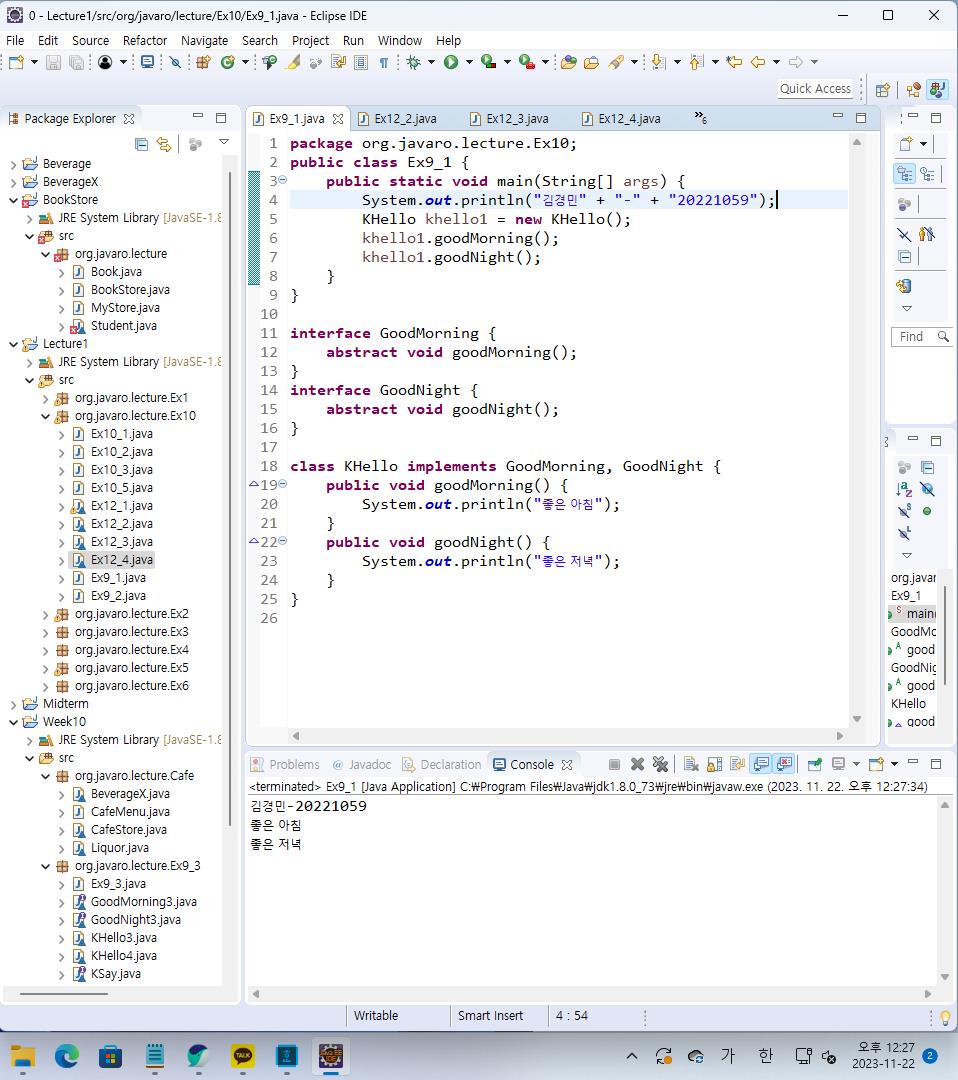 0 - Lecture1/src/org/javaro/lecture/Ex10/Ex9_1.java - Eclipse IDE
File Edit Source Refactor Navigate Search Project Run Window Help
Quick Access
Package Explorer
Beverage
BeverageX
BookStore
JRE System Library [JavaSE-1.8
src
org.javaro.lecture
Book.java
BookStore.java
MyStore.java
Student.java
Lecture1
JRE System Library [JavaSE-1.8
src
org.javaro.lecture.Ex1
org.javaro.lecture.Ex10
Ex10_1.java
Ex10_2.java
Ex10_3.java
Ex10_5.java
Ex12_1.java
Ex12_2.java
Ex12_3.java
Ex12_4.java
Ex9_1.java
Ex9_2.java
org.javaro.lecture.Ex2
org.javaro.lecture.Ex3
org.javaro.lecture.Ex4
org.javaro.lecture.Ex5
org.javaro.lecture.Ex6
Midterm
Week10
JRE System Library [JavaSE-1.8
src
org.javaro.lecture.Cafe
BeverageX.java
CafeMenu.java
CafeStore.java
Liquor.java
org.javaro.lecture.Ex9_3
Ex9_3.java
GoodMorning3.java
GoodNight3.java
KHello3.java
KHello4.java
KSay.java
Ex9_1.java Ex12_2.java Ex12_3.java Ex12_4.java »6
1 package org.javaro.lecture.Ex10;
2 public class Ex9_1 {
3 public static void main(String[] args) {
4 System.out.println("김경민" + "-" + "20221059");
5 KHello khello1 = new KHello();
6 khello1.goodMorning();
7 khello1.goodNight();
8 }
9 }
10
11 interface GoodMorning {
12 abstract void goodMorning();
13 }
14 interface GoodNight {
15 abstract void goodNight();
16 }
17
18 class KHello implements GoodMorning, GoodNight {
19 public void goodMorning() {
20 System.out.println("좋은 아침");
21 }
22 public void goodNight() {
23 System.out.println("좋은 저녁");
24 }
25 }
26
Find
org.javar
Ex9_1
main(
GoodMo
good
GoodNig
good
KHello
good
Problems @ Javadoc Declaration Console
<terminated> Ex9_1 [Java Application] C:₩Program Files₩Java₩jdk1.8.0_73₩jre₩bin₩javaw.exe (2023. 11. 22. 오후 12:27:34)
김경민-20221059
좋은 아침
좋은 저녁
Writable Smart Insert 4 : 54
TALK
JAVA EE IDE
가 한
오후 12:27
2023-11-22
2